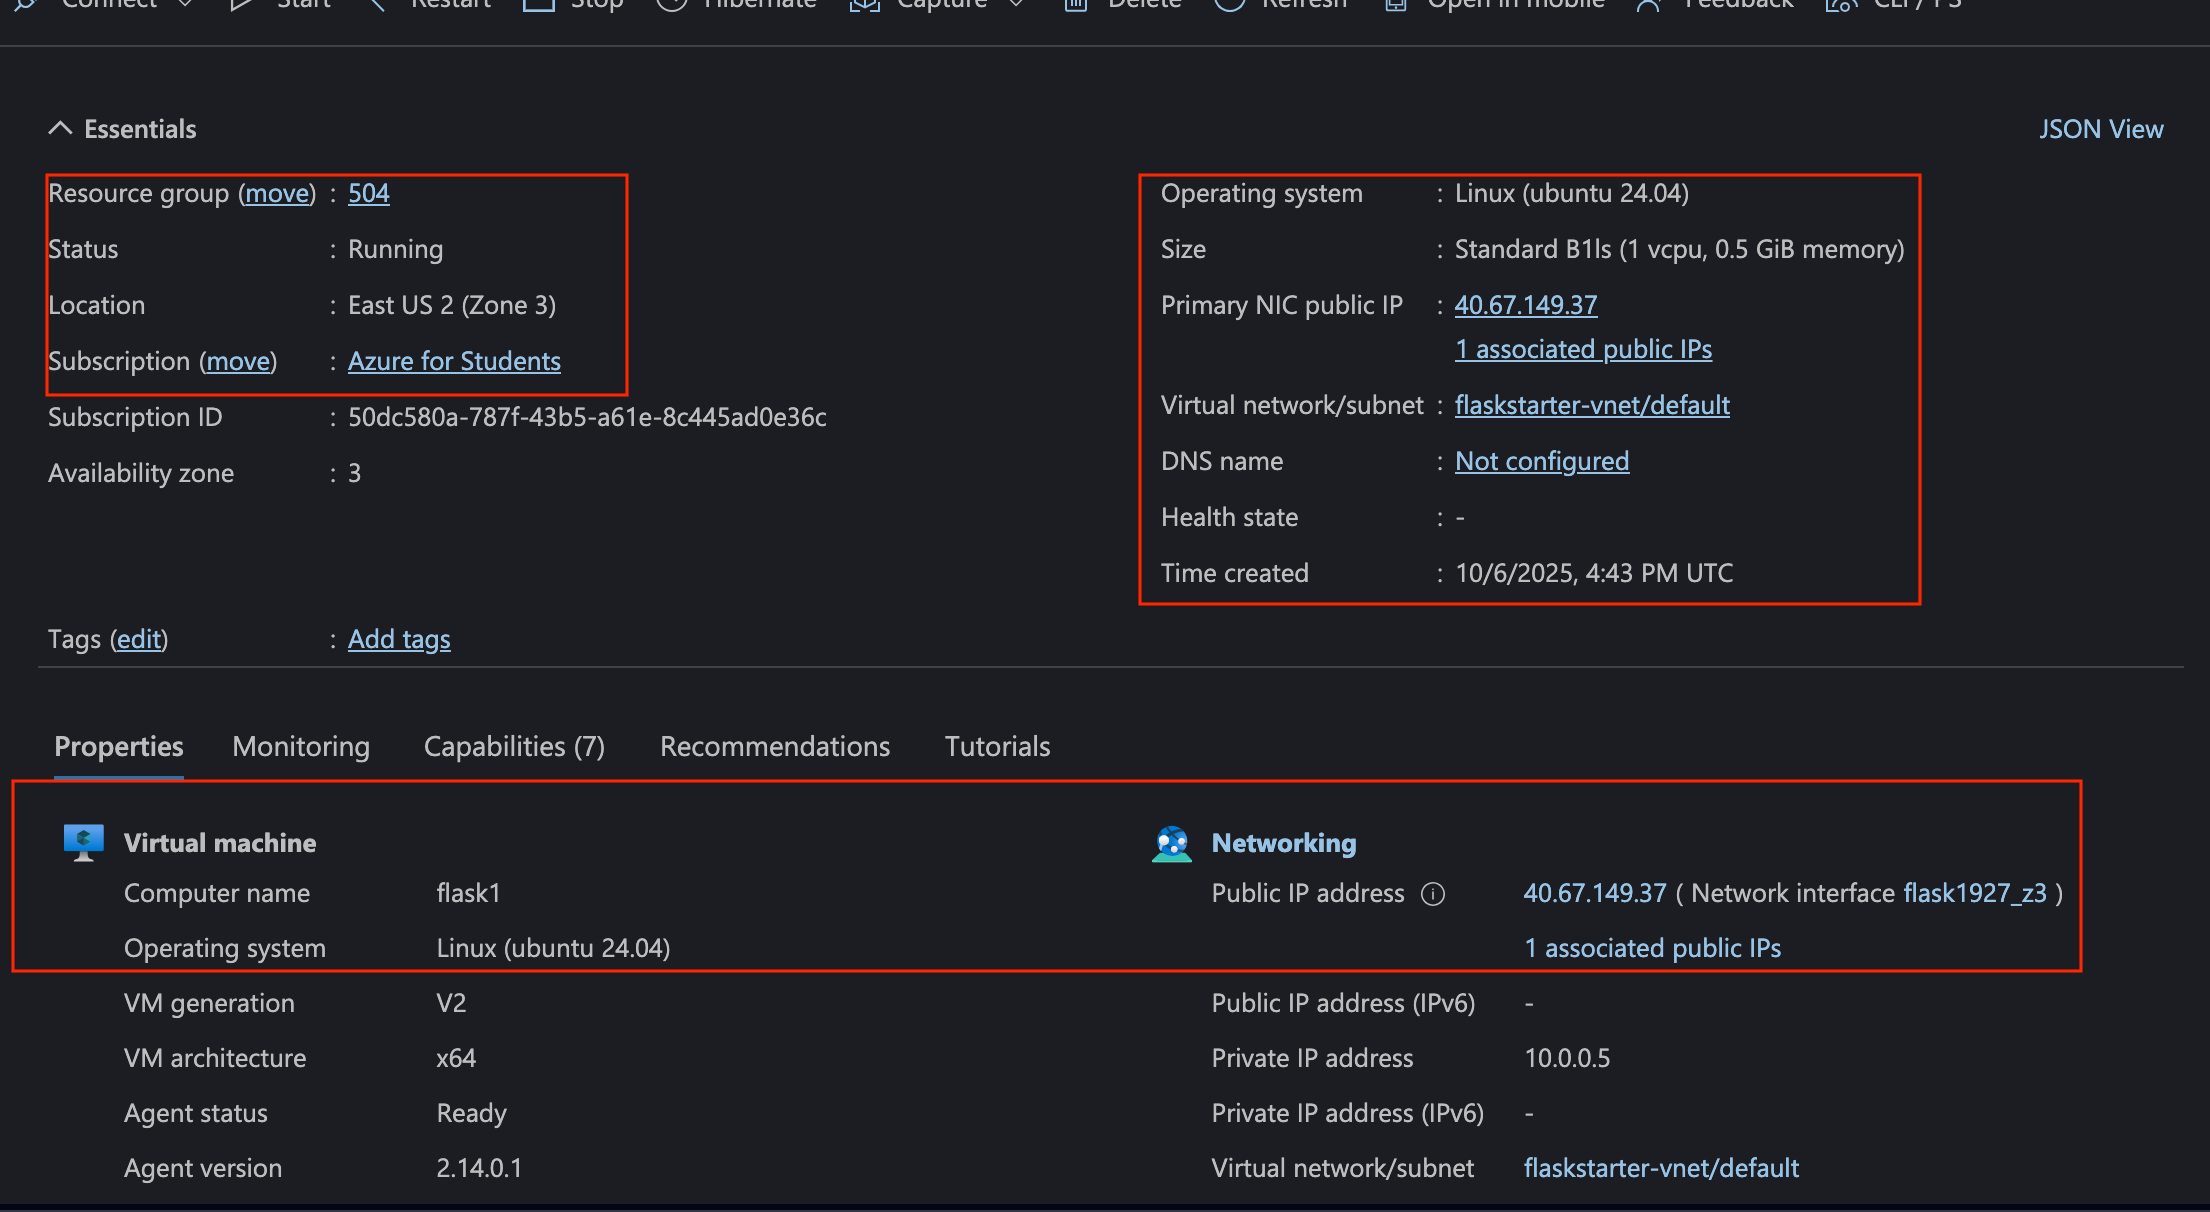 Connect Start Restart Stop Hibernate Capture Delete Refresh Open in mobile Feedback CLI / PS
Essentials
JSON View
Resource group (move) : 504
Status : Running
Location : East US 2 (Zone 3)
Subscription (move) : Azure for Students
Subscription ID : 50dc580a-787f-43b5-a61e-8c445ad0e36c
Availability zone : 3
Operating system : Linux (ubuntu 24.04)
Size : Standard B1ls (1 vcpu, 0.5 GiB memory)
Primary NIC public IP : 40.67.149.37
1 associated public IPs
Virtual network/subnet : flaskstarter-vnet/default
DNS name : Not configured
Health state : -
Time created : 10/6/2025, 4:43 PM UTC
Tags (edit) : Add tags
Properties Monitoring Capabilities (7) Recommendations Tutorials
Virtual machine
Computer name flask1
Operating system Linux (ubuntu 24.04)
VM generation V2
VM architecture x64
Agent status Ready
Agent version 2.14.0.1
Networking
Public IP address 40.67.149.37 ( Network interface flask1927_z3 )
1 associated public IPs
Public IP address (IPv6) -
Private IP address 10.0.0.5
Private IP address (IPv6) -
Virtual network/subnet flaskstarter-vnet/default